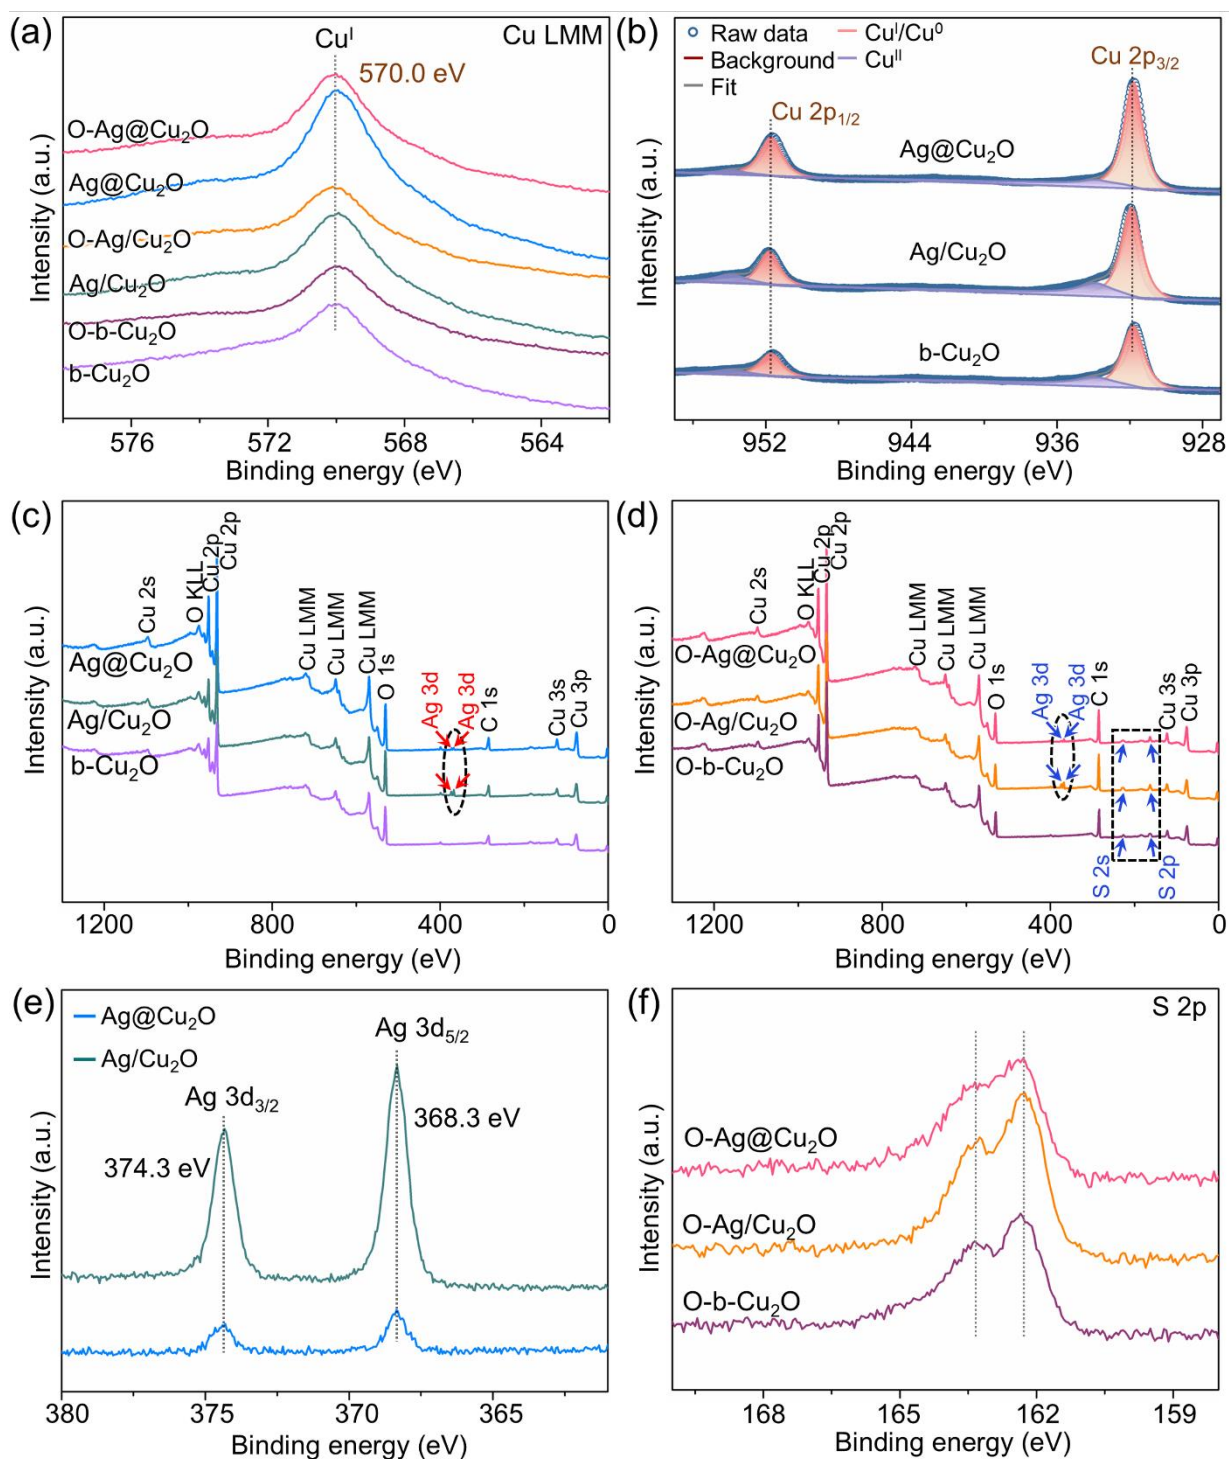 (a)
Cu LMM
Cuᴵ
570.0 eV
O-Ag@Cu₂O
Ag@Cu₂O
O-Ag/Cu₂O
Ag/Cu₂O
O-b-Cu₂O
b-Cu₂O
Intensity (a.u.)
576 572 568 564
Binding energy (eV)
(b)
Raw data
Cuᴵ/Cu⁰
Background
Cuᴵᴵ
Fit
Cu 2p₃/₂
Cu 2p₁/₂
Ag@Cu₂O
Ag/Cu₂O
b-Cu₂O
Intensity (a.u.)
952 944 936 928
Binding energy (eV)
(c)
Cu 2s
O KLL
Cu 2p
Cu 2p
Cu LMM
Cu LMM
Cu LMM
O 1s
Ag 3d
Ag 3d
C 1s
Cu 3s
Cu 3p
Ag@Cu₂O
Ag/Cu₂O
b-Cu₂O
Intensity (a.u.)
1200 800 400 0
Binding energy (eV)
(d)
Cu 2s
O KLL
Cu 2p
Cu 2p
Cu LMM
Cu LMM
Cu LMM
O 1s
Ag 3d
Ag 3d
C 1s
Cu 3s
Cu 3p
O-Ag@Cu₂O
O-Ag/Cu₂O
O-b-Cu₂O
S 2s
S 2p
Intensity (a.u.)
1200 800 400 0
Binding energy (eV)
(e)
Ag@Cu₂O
Ag/Cu₂O
Ag 3d₅/₂
Ag 3d₃/₂
368.3 eV
374.3 eV
Intensity (a.u.)
380 375 370 365
Binding energy (eV)
(f)
S 2p
O-Ag@Cu₂O
O-Ag/Cu₂O
O-b-Cu₂O
Intensity (a.u.)
168 165 162 159
Binding energy (eV)